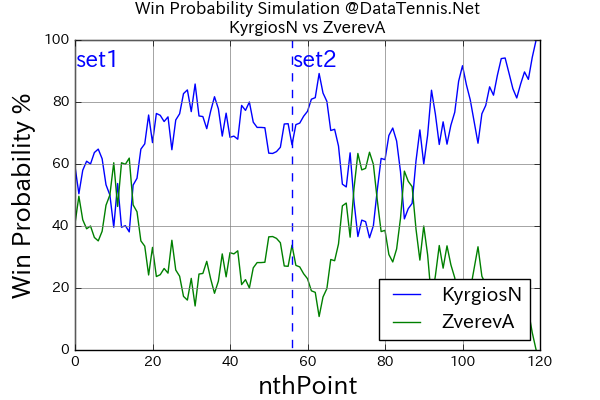 Win Probability Simulation @DataTennis.Net
KyrgiosN vs ZverevA
set1
set2
Win Probability %
100
80
60
40
20
0
0 20 40 60 80 100 120
nthPoint
KyrgiosN
ZverevA